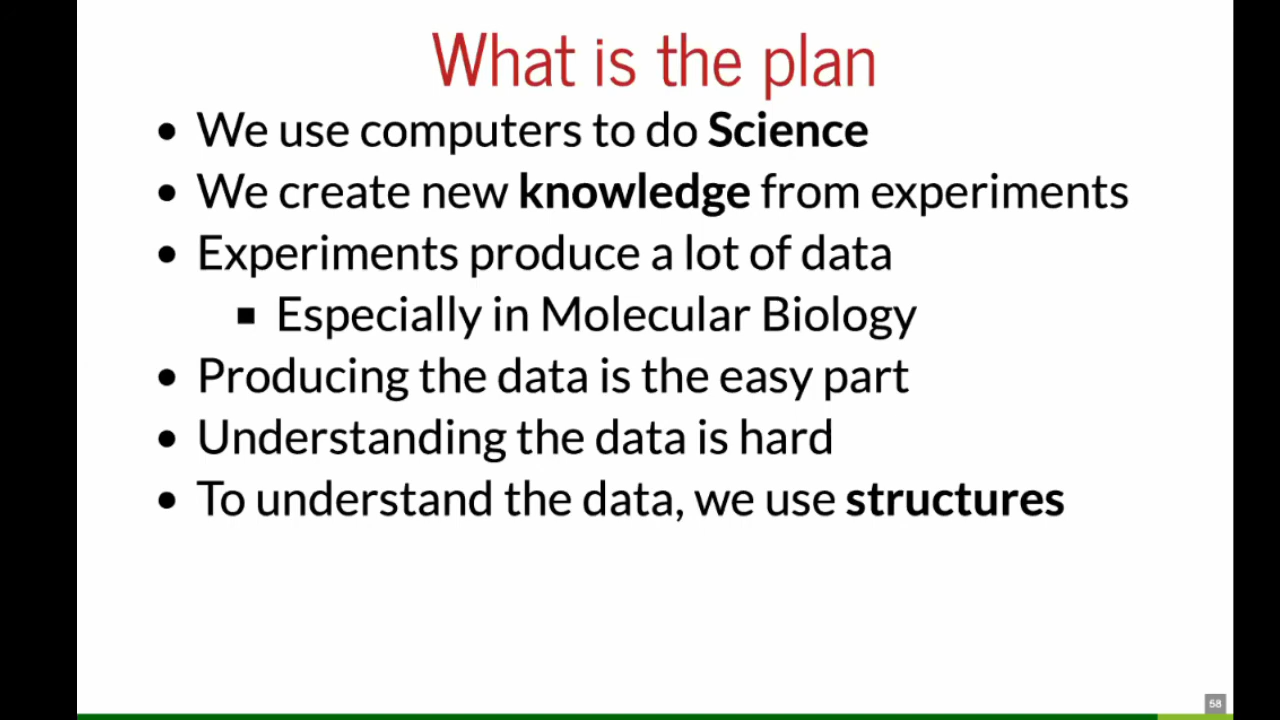 What is the plan
• We use computers to do Science
• We create new knowledge from experiments
• Experiments produce a lot of data
▪ Especially in Molecular Biology
• Producing the data is the easy part
• Understanding the data is hard
• To understand the data, we use structures
58